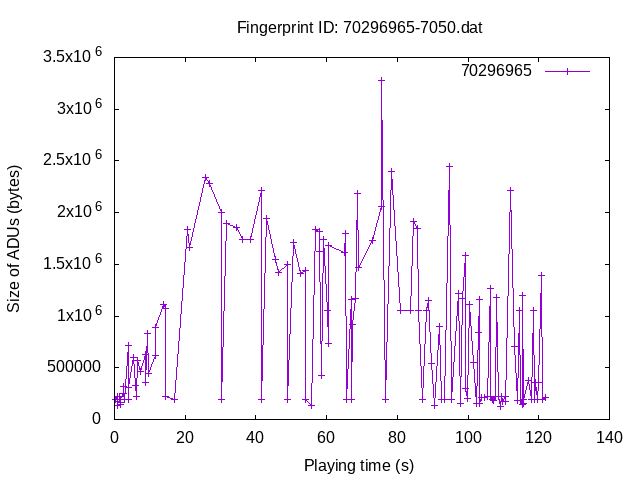 Fingerprint ID: 70296965-7050.dat
70296965
3.5x10^6
3x10^6
2.5x10^6
2x10^6
1.5x10^6
1x10^6
500000
0
Size of ADUs (bytes)
0 20 40 60 80 100 120 140
Playing time (s)